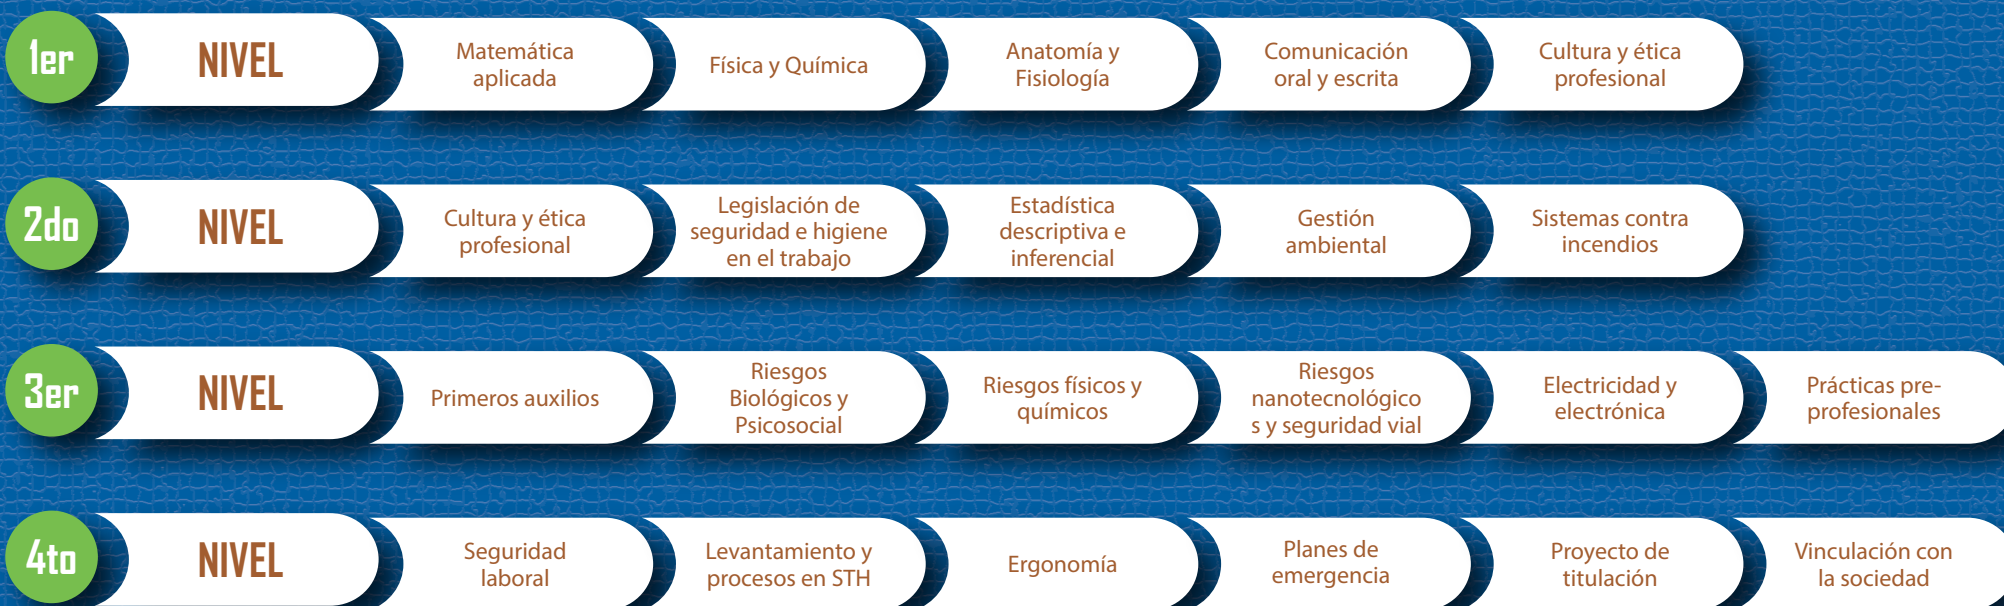 1er
NIVEL
Matemática
aplicada
Física y Química
Anatomía y
Fisiología
Comunicación
oral y escrita
Cultura y ética
profesional
2do
NIVEL
Cultura y ética
profesional
Legislación de
seguridad e higiene
en el trabajo
Estadística
descriptiva e
inferencial
Gestión
ambiental
Sistemas contra
incendios
3er
NIVEL
Primeros auxilios
Riesgos
Biológicos y
Psicosocial
Riesgos físicos y
químicos
Riesgos
nanotecnológico
s y seguridad vial
Electricidad y
electrónica
Prácticas pre-
profesionales
4to
NIVEL
Seguridad
laboral
Levantamiento y
procesos en STH
Ergonomía
Planes de
emergencia
Proyecto de
titulación
Vinculación con
la sociedad